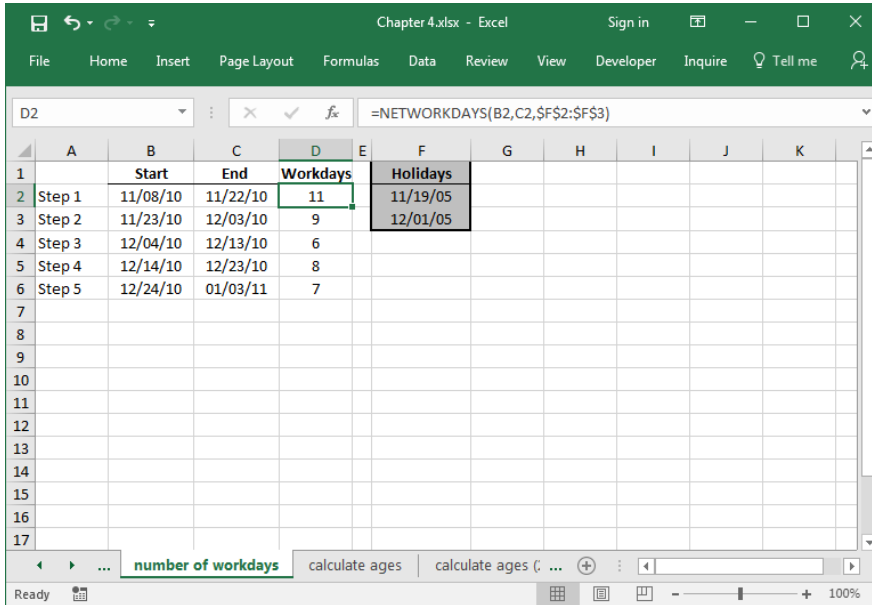 Chapter 4.xlsx - Excel Sign in
File Home Insert Page Layout Formulas Data Review View Developer Inquire Tell me
D2 fx =NETWORKDAYS(B2,C2,$F$2:$F$3)
A B C D E F G H I J K
1 Start End Workdays Holidays
2 Step 1 11/08/10 11/22/10 11 11/19/05
3 Step 2 11/23/10 12/03/10 9 12/01/05
4 Step 3 12/04/10 12/13/10 6
5 Step 4 12/14/10 12/23/10 8
6 Step 5 12/24/10 01/03/11 7
7
8
9
10
11
12
13
14
15
16
17
... number of workdays calculate ages calculate ages (: ...
Ready 100%